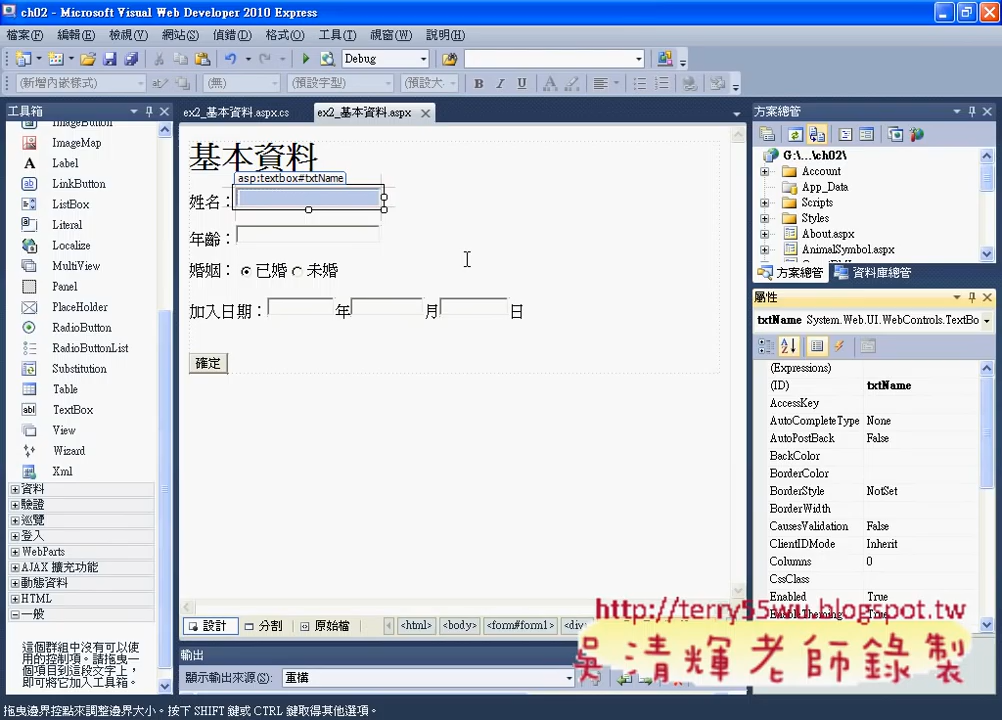 ch02 - Microsoft Visual Web Developer 2010 Express
檔案(F) 編輯(E) 檢視(V) 網站(S) 偵錯(D) 格式(O) 工具(T) 視窗(W) 說明(H)
Debug
(新增內嵌樣式) (無) (預設字型) (預設大 B I U A
工具箱
ImageButton
ImageMap
A Label
LinkButton
ListBox
Literal
Localize
MultiView
Panel
PlaceHolder
RadioButton
RadioButtonList
Substitution
Table
TextBox
View
Wizard
Xml
資料
驗證
巡覽
登入
WebParts
AJAX 擴充功能
動態資料
HTML
一般
這個群組中沒有可以使
用的控制項。請拖曳一
個項目到這段文字上，
即可將它加入工具箱。
ex2_基本資料.aspx.cs ex2_基本資料.aspx
基本資料
asp:textbox#txtName
姓名：
年齡：
婚姻： 已婚 未婚
加入日期： 年 月 日
確定
設計 分割 原始檔 <html> <body> <form#form1> <div>
輸出
顯示輸出來源(S): 重構
方案總管
G:\...\ch02\
Account
App_Data
Scripts
Styles
About.aspx
AnimalSymbol.aspx
方案總管 資料庫總管
屬性
txtName System.Web.UI.WebControls.TextBo
(Expressions)
(ID) txtName
AccessKey
AutoCompleteType None
AutoPostBack False
BackColor
BorderColor
BorderStyle NotSet
BorderWidth
CausesValidation False
ClientIDMode Inherit
Columns 0
CssClass
Enabled True
http://terry55wu.blogspot.tw
吳清輝老師錄製
拖曳邊界控點來調整邊界大小。按下 SHIFT 鍵或 CTRL 鍵取得其他選項。